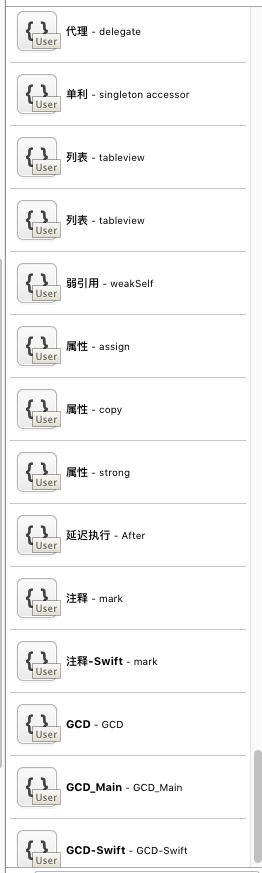 { }
User
代理 - delegate
{ }
User
单利 - singleton accessor
{ }
User
列表 - tableview
{ }
User
列表 - tableview
{ }
User
弱引用 - weakSelf
{ }
User
属性 - assign
{ }
User
属性 - copy
{ }
User
属性 - strong
{ }
User
延迟执行 - After
{ }
User
注释 - mark
{ }
User
注释-Swift - mark
{ }
User
GCD - GCD
{ }
User
GCD_Main - GCD_Main
{ }
User
GCD-Swift - GCD-Swift